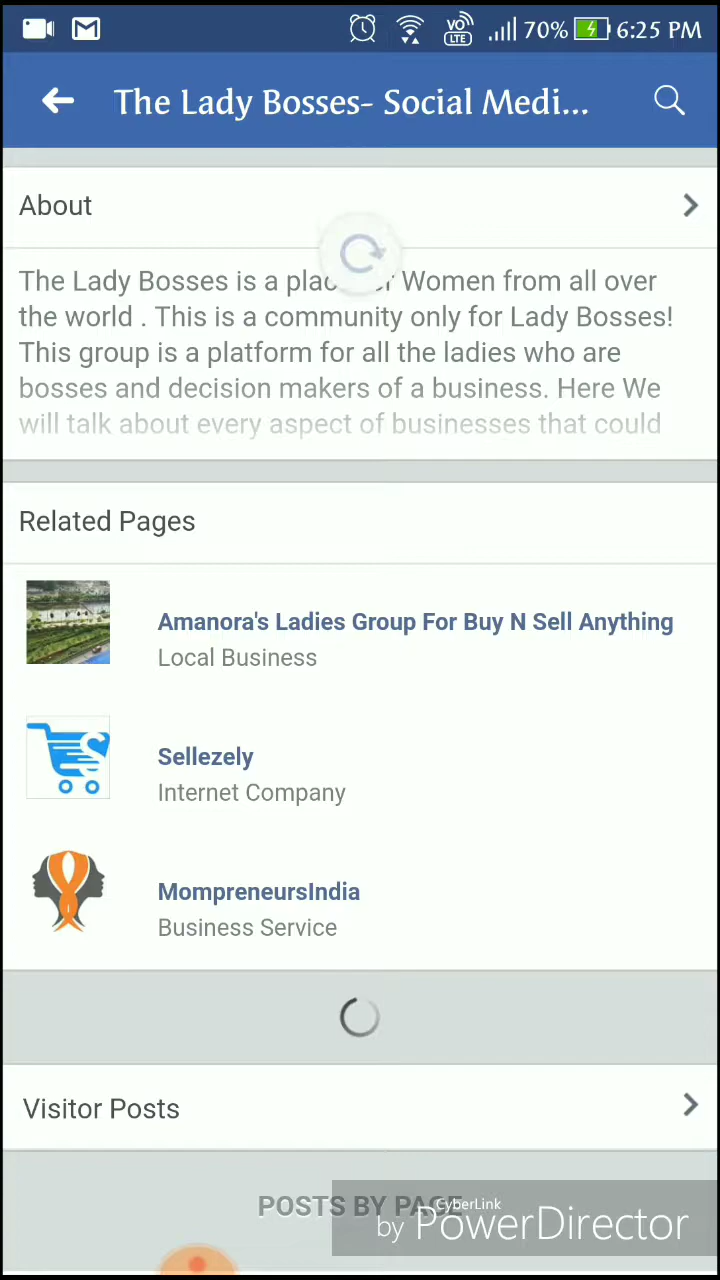 VO LTE 70% 6:25 PM
The Lady Bosses- Social Medi...
About
The Lady Bosses is a plac Women from all over
the world . This is a community only for Lady Bosses!
This group is a platform for all the ladies who are
bosses and decision makers of a business. Here We
will talk about every aspect of businesses that could
Related Pages
Amanora's Ladies Group For Buy N Sell Anything
Local Business
Sellezely
Internet Company
MompreneursIndia
Business Service
Visitor Posts
POSTS BY PAGE
CyberLink
by PowerDirector